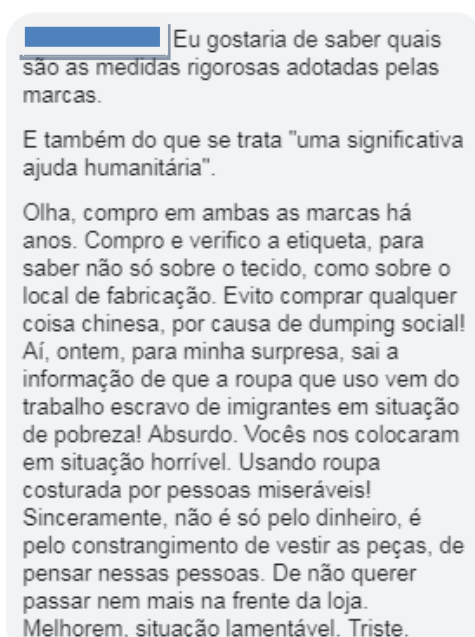 Eu gostaria de saber quais
são as medidas rigorosas adotadas pelas
marcas.
E também do que se trata "uma significativa
ajuda humanitária".
Olha, compro em ambas as marcas há
anos. Compro e verifico a etiqueta, para
saber não só sobre o tecido, como sobre o
local de fabricação. Evito comprar qualquer
coisa chinesa, por causa de dumping social!
Aí, ontem, para minha surpresa, sai a
informação de que a roupa que uso vem do
trabalho escravo de imigrantes em situação
de pobreza! Absurdo. Vocês nos colocaram
em situação horrível. Usando roupa
costurada por pessoas miseráveis!
Sinceramente, não é só pelo dinheiro, é
pelo constrangimento de vestir as peças, de
pensar nessas pessoas. De não querer
passar nem mais na frente da loja.
Melhorem, situação lamentável. Triste.